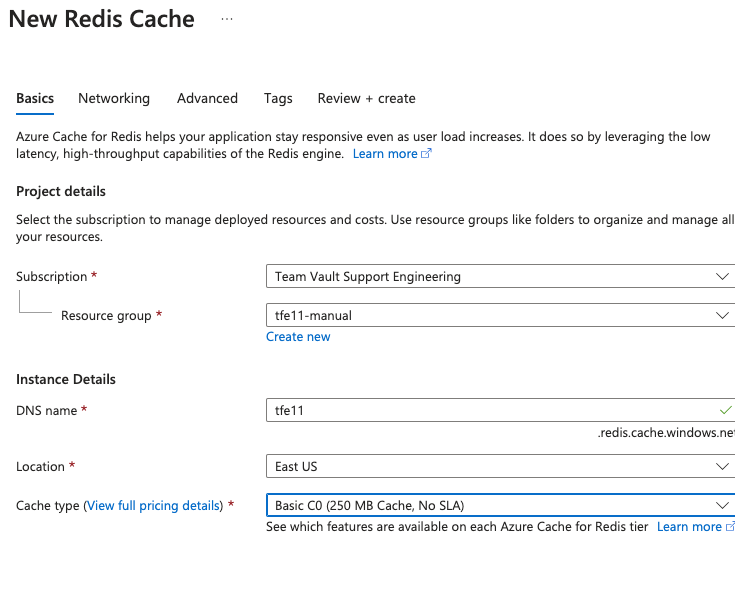 New Redis Cache ...
Basics Networking Advanced Tags Review + create
Azure Cache for Redis helps your application stay responsive even as user load increases. It does so by leveraging the low
latency, high-throughput capabilities of the Redis engine. Learn more
Project details
Select the subscription to manage deployed resources and costs. Use resource groups like folders to organize and manage all
your resources.
Subscription * Team Vault Support Engineering
Resource group * tfe11-manual
Create new
Instance Details
DNS name * tfe11
.redis.cache.windows.net
Location * East US
Cache type (View full pricing details) * Basic C0 (250 MB Cache, No SLA)
See which features are available on each Azure Cache for Redis tier Learn more